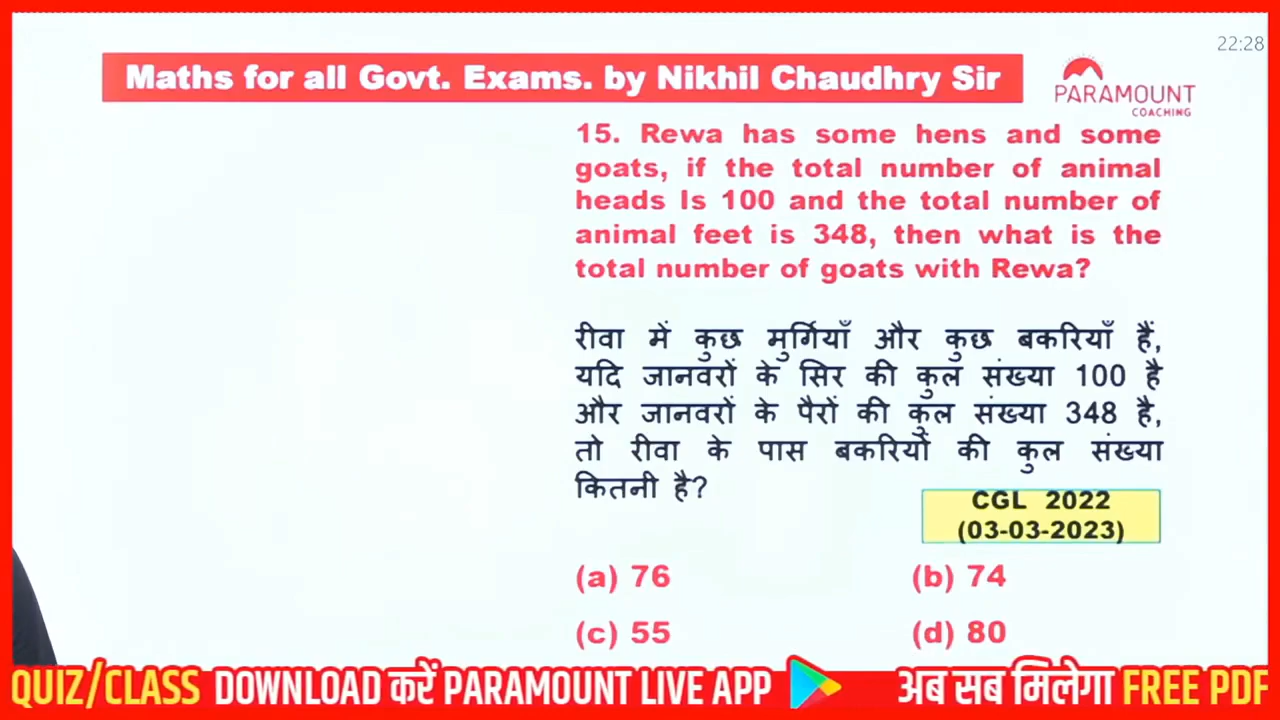 22:28
Maths for all Govt. Exams. by Nikhil Chaudhry Sir
PARAMOUNT
COACHING
15. Rewa has some hens and some
goats, if the total number of animal
heads Is 100 and the total number of
animal feet is 348, then what is the
total number of goats with Rewa?
रीवा में कुछ मुर्गियाँ और कुछ बकरियाँ हैं,
यदि जानवरों के सिर की कुल संख्या 100 है
और जानवरों के पैरों की कुल संख्या 348 है,
तो रीवा के पास बकरियों की कुल संख्या
कितनी है?
CGL 2022
(03-03-2023)
(a) 76 (b) 74
(c) 55 (d) 80
QUIZ/CLASS DOWNLOAD करें PARAMOUNT LIVE APP अब सब मिलेगा FREE PDF